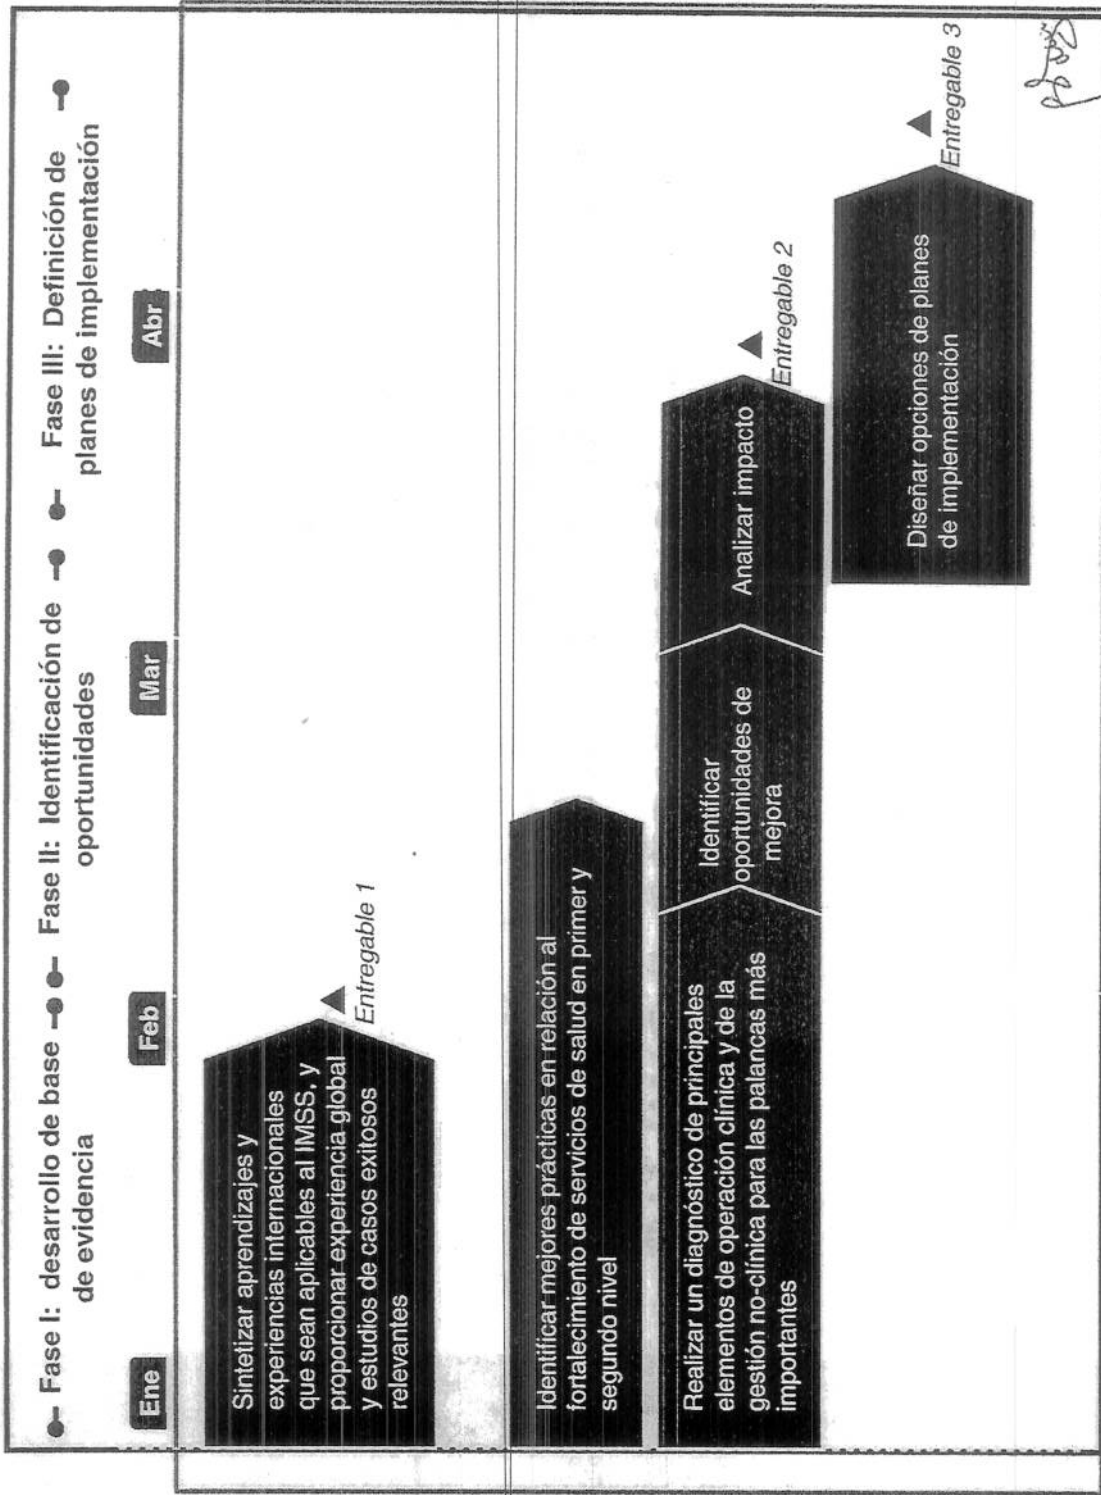 Fase I: desarrollo de base
de evidencia
Fase II: Identificación de
oportunidades
Fase III: Definición de
planes de implementación
Ene
Feb
Mar
Abr
Sintetizar aprendizajes y
experiencias internacionales
que sean aplicables al IMSS, y
proporcionar experiencia global
y estudios de casos exitosos
relevantes
Entregable 1
Identificar mejores prácticas en relación al
fortalecimiento de servicios de salud en primer y
segundo nivel
Realizar un diagnóstico de principales
elementos de operación clínica y de la
gestión no-clínica para las palancas más
importantes
Identificar
oportunidades de
mejora
Analizar impacto
Entregable 2
Diseñar opciones de planes
de implementación
Entregable 3